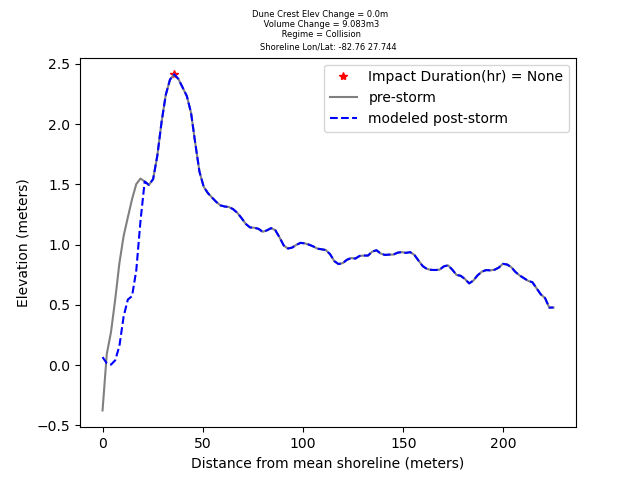 Dune Crest Elev Change = 0.0m
Volume Change = 9.083m3
Regime = Collision
Shoreline Lon/Lat: -82.76 27.744
Impact Duration(hr) = None
pre-storm
modeled post-storm
2.5
2.0
1.5
1.0
0.5
0.0
−0.5
Elevation (meters)
0
50
100
150
200
Distance from mean shoreline (meters)